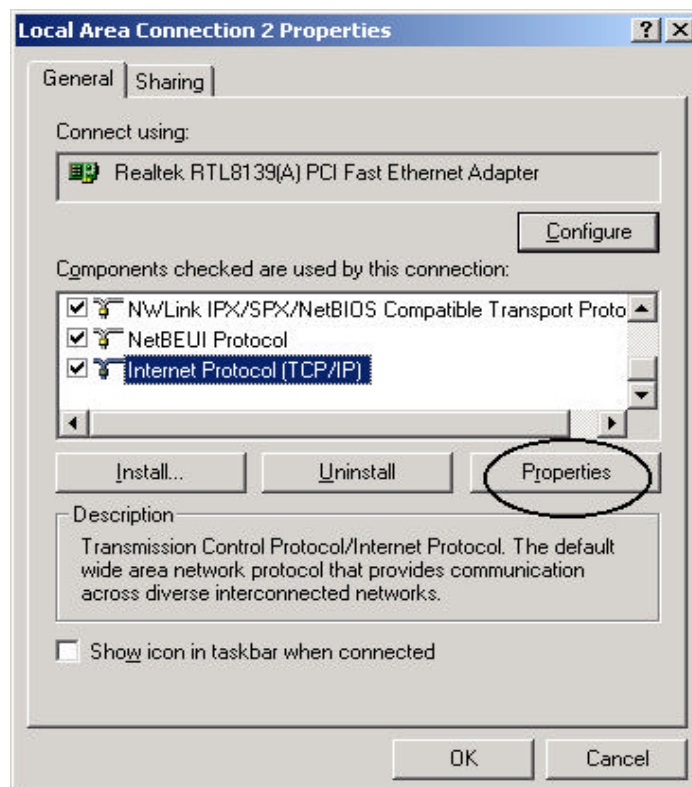 Local Area Connection 2 Properties
General
Sharing
Connect using:
Realtek RTL8139(A) PCI Fast Ethernet Adapter
Configure
Components checked are used by this connection:
NWLink IPX/SPX/NetBIOS Compatible Transport Proto
NetBEUI Protocol
Internet Protocol (TCP/IP)
Install...
Uninstall
Properties
Description
Transmission Control Protocol/Internet Protocol. The default
wide area network protocol that provides communication
across diverse interconnected networks.
Show icon in taskbar when connected
OK
Cancel